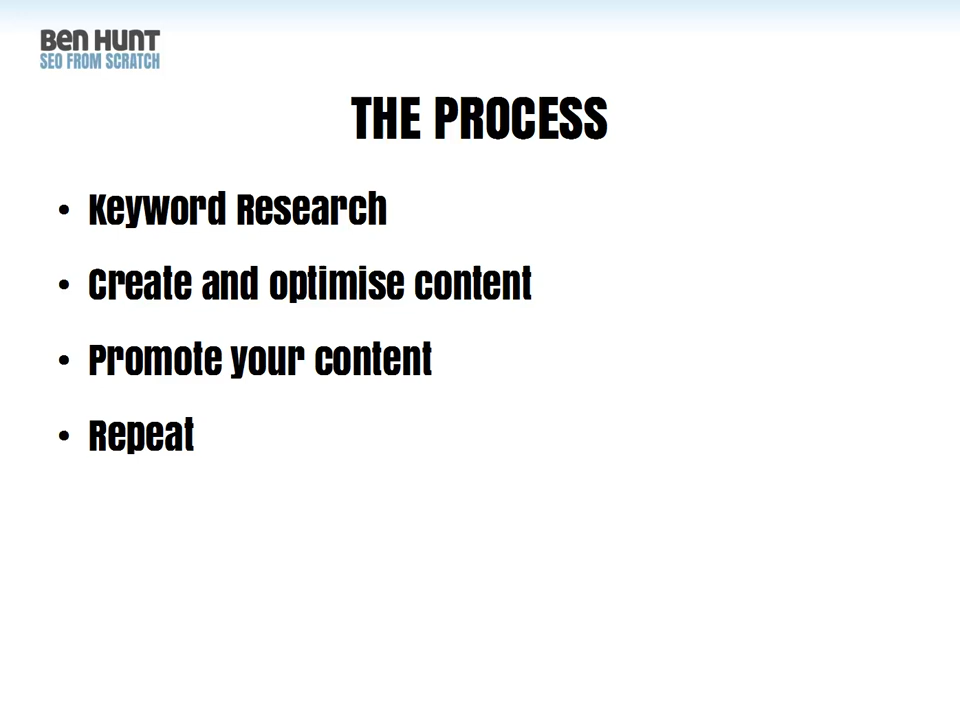 Ben Hunt
SEO FROM SCRATCH
THE PROCESS
• Keyword Research
• Create and optimise content
• Promote your content
• Repeat